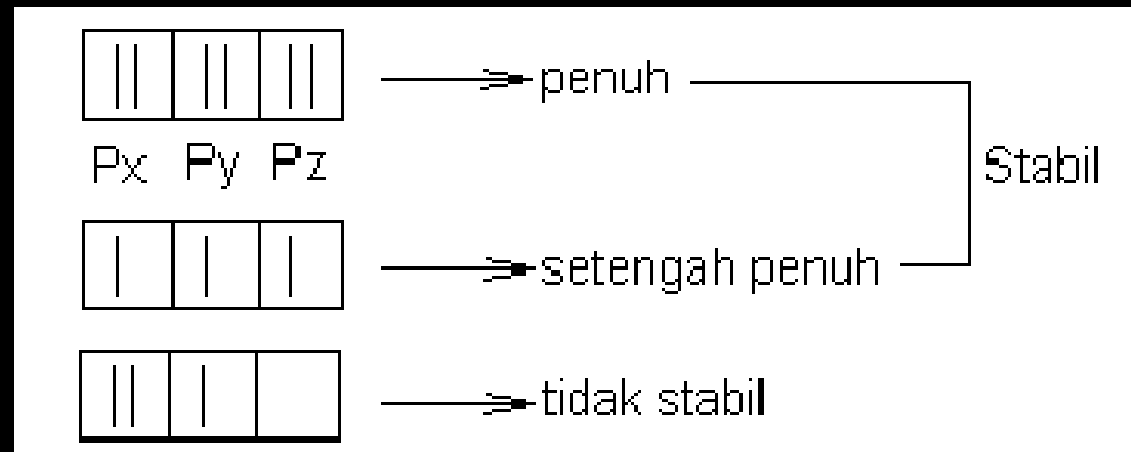 penuh
Px Py Pz
Stabil
setengah penuh
tidak stabil